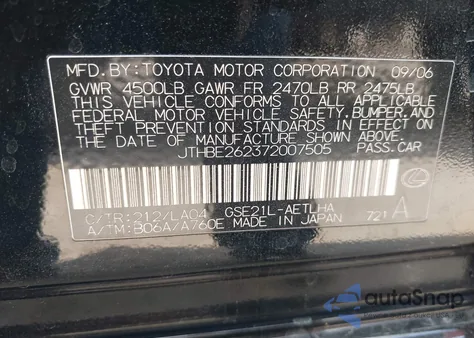 MFD.BY:TOYOTA MOTOR CORPORATION 09/06
GVWR 4500LB GAWR FR 2470LB RR 2475LB
THIS VEHICLE CONFORMS TO ALL APPLICABLE
FEDERAL MOTOR VEHICLE SAFETY,BUMPER,AND
THEFT PREVENTION STANDARDS IN EFFECT ON THE
DATE OF MANUFACTURE SHOWN ABOVE.
JTHBE262372007505 PASS.CAR
C/TR:212/LA04 GSE21L-AETLHA
A/TM:B06A/A760E MADE IN JAPAN 721 A
autoSnap